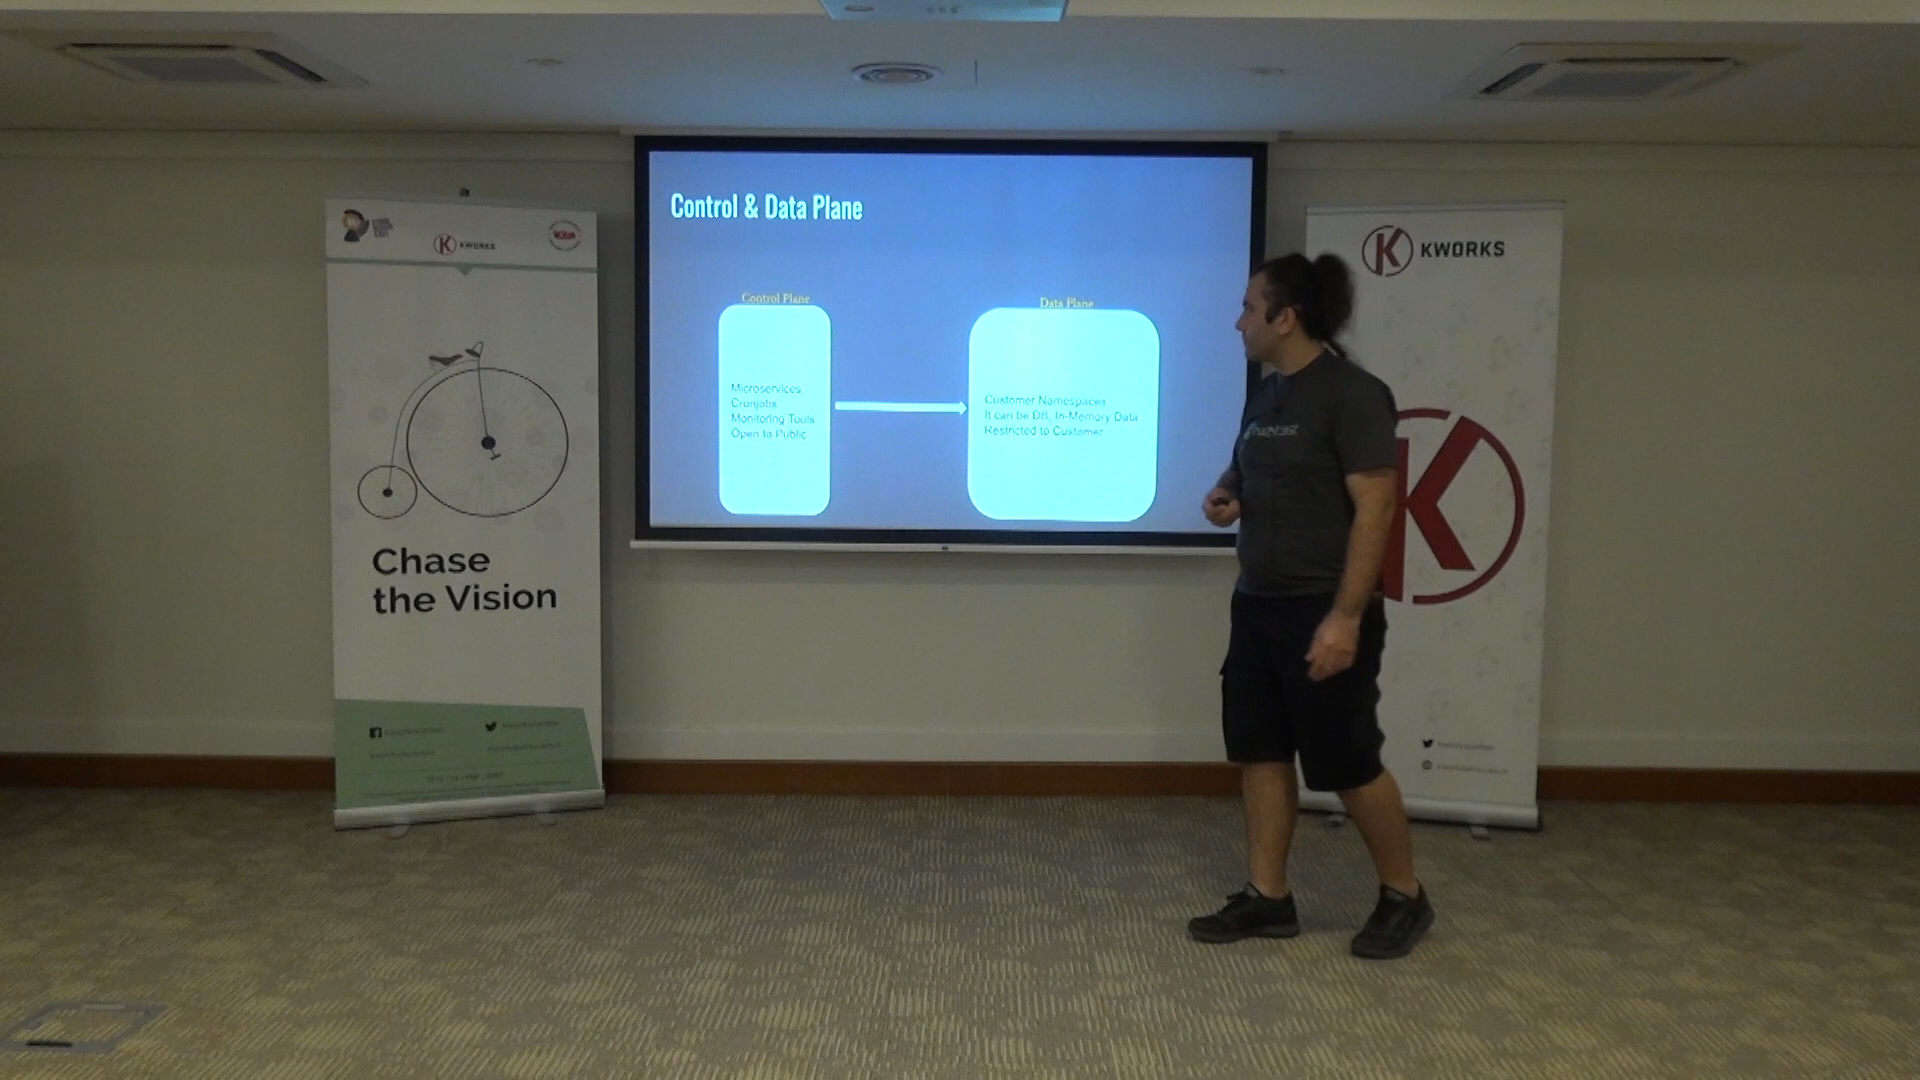 KWORKS
Chase
the Vision
Control & Data Plane
Control Plane
Microservices
Cronjobs
Monitoring Tools
Open to Public
Data Plane
Customer Namespaces
It can be DB, In-Memory Data
Restricted to Customer
hazelcast
K KWORKS
K